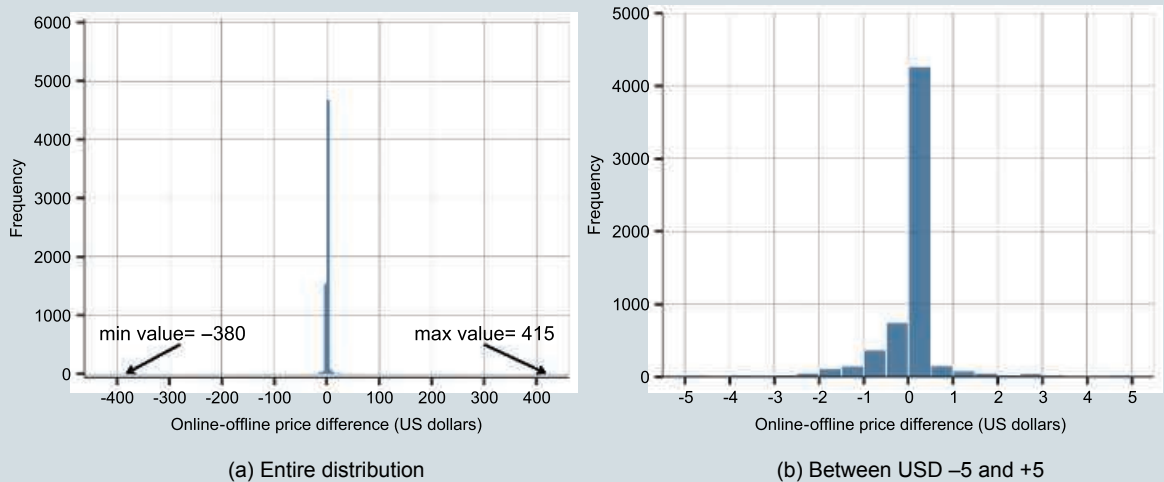 6000
5000
4000
3000
2000
1000
0
Frequency
min value= –380
max value= 415
-400 -300 -200 -100 0 100 200 300 400
Online-offline price difference (US dollars)
(a) Entire distribution
5000
4000
3000
2000
1000
0
Frequency
-5 -4 -3 -2 -1 0 1 2 3 4 5
Online-offline price difference (US dollars)
(b) Between USD –5 and +5